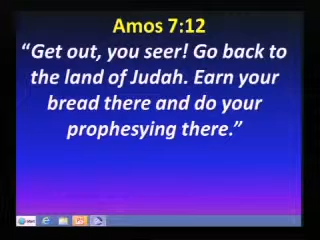 Amos 7:12
“Get out, you seer! Go back to
the land of Judah. Earn your
bread there and do your
prophesying there.”